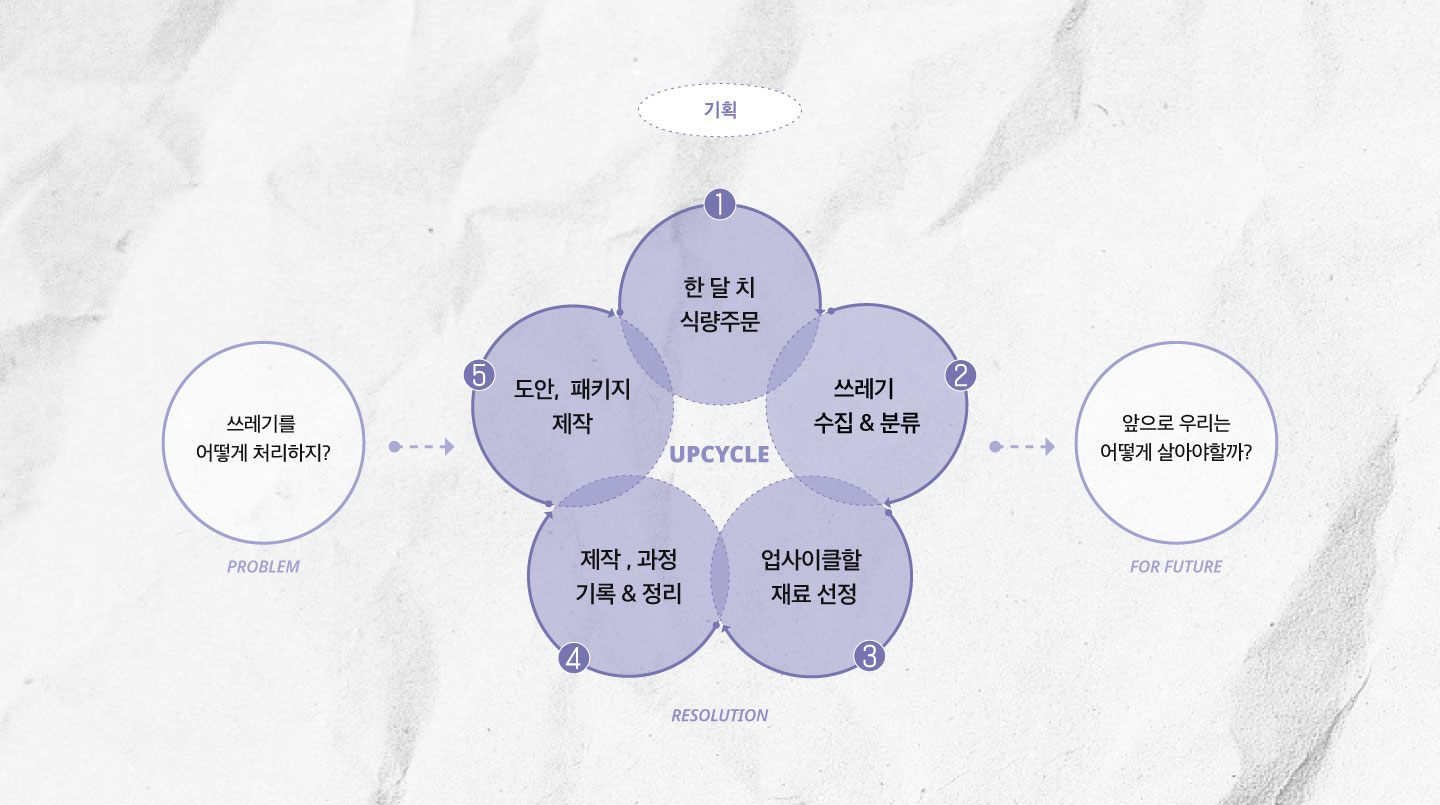 기획
1
한 달 치
식량주문
5
도안,  패키지
제작
2
쓰레기
수집 & 분류
쓰레기를
어떻게 처리하지?
PROBLEM
UPCYCLE
앞으로 우리는
어떻게 살아야할까?
FOR FUTURE
제작 , 과정
기록 & 정리
4
업사이클할
재료 선정
3
RESOLUTION